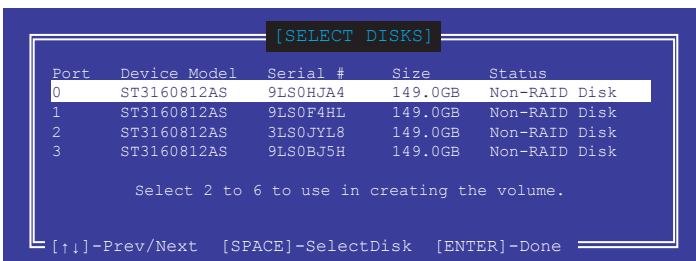 [SELECT DISKS]
Port Device Model Serial # Size Status
0 ST3160812AS 9LS0HJA4 149.0GB Non-RAID Disk
1 ST3160812AS 9LS0F4HL 149.0GB Non-RAID Disk
2 ST3160812AS 3LS0JYL8 149.0GB Non-RAID Disk
3 ST3160812AS 9LS0BJ5H 149.0GB Non-RAID Disk
Select 2 to 6 to use in creating the volume.
[↑↓]-Prev/Next [SPACE]-SelectDisk [ENTER]-Done